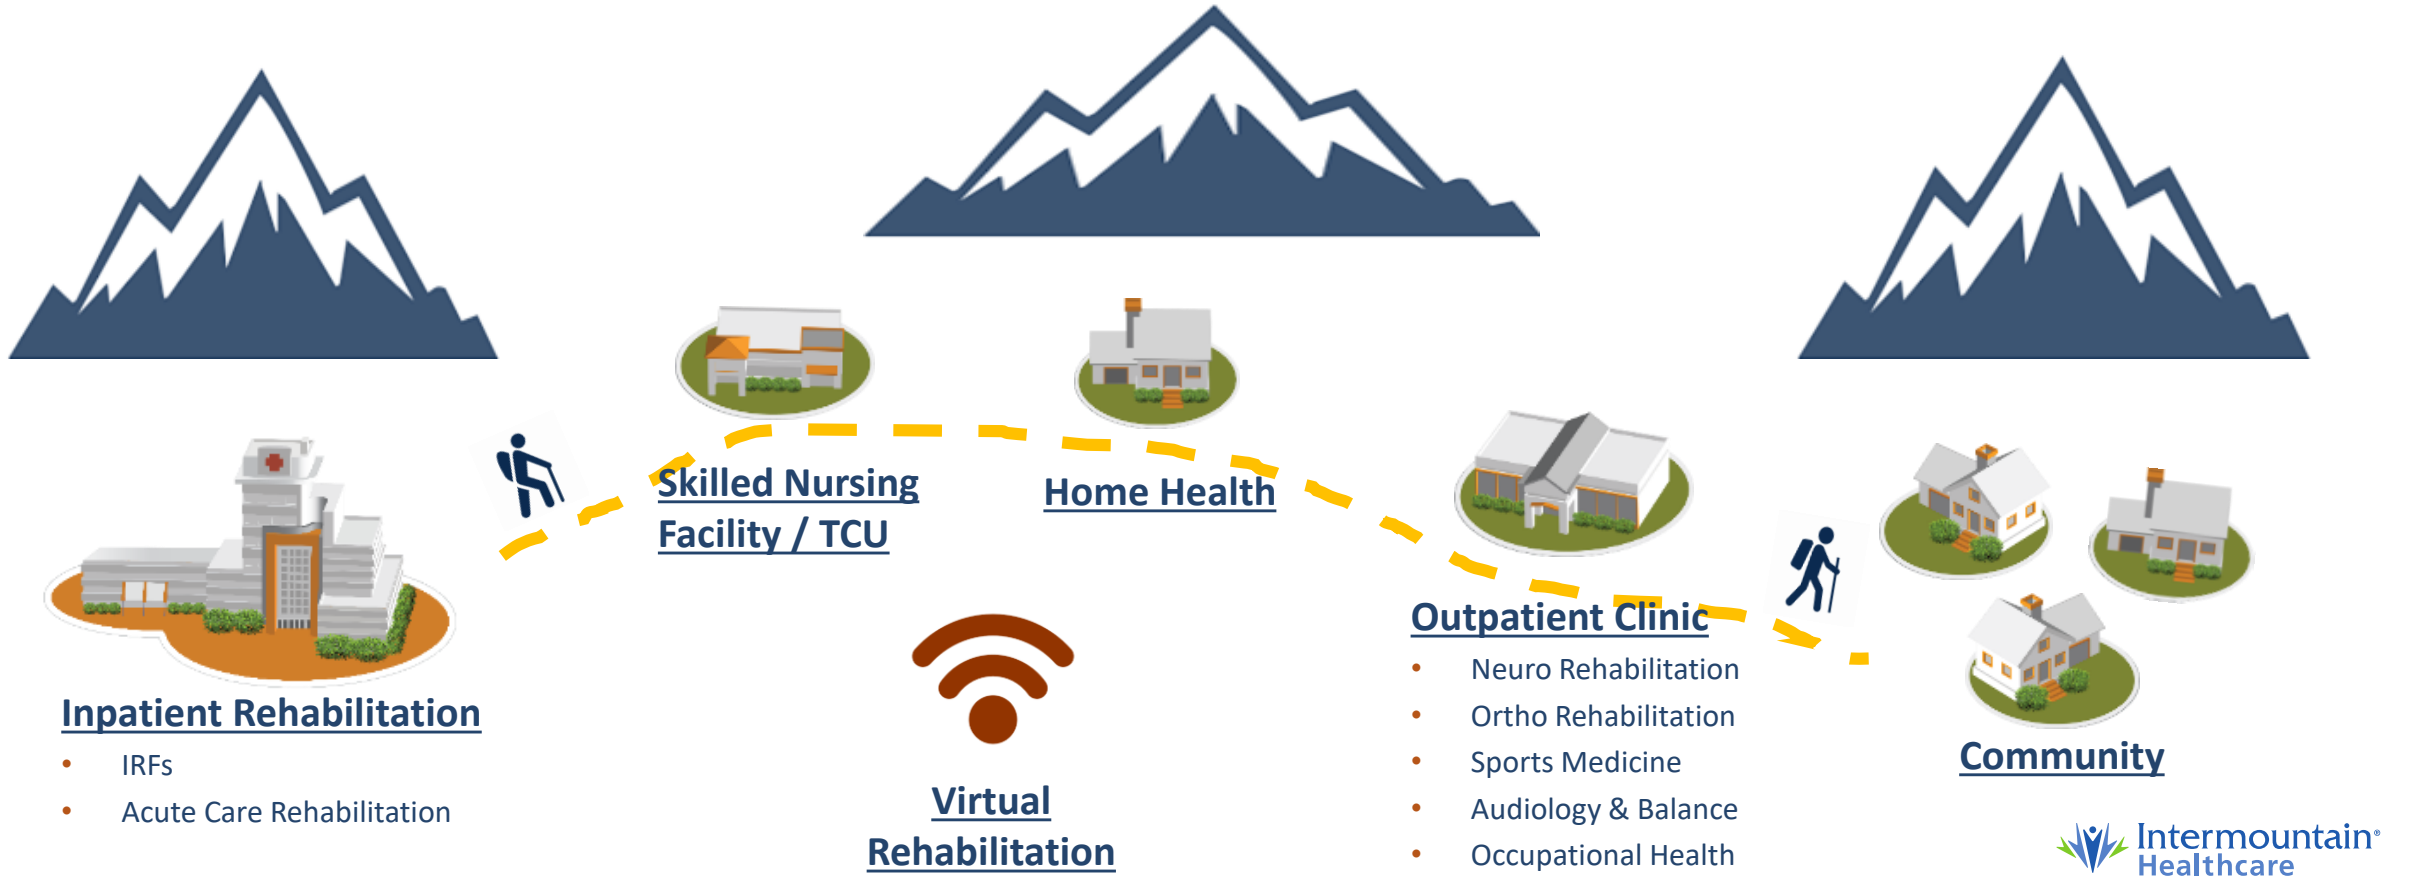 Skilled Nursing
Facility / TCU
Home Health
Outpatient Clinic
• Neuro Rehabilitation
• Ortho Rehabilitation
• Sports Medicine
• Audiology & Balance
• Occupational Health
Inpatient Rehabilitation
• IRFs
• Acute Care Rehabilitation
Virtual
Rehabilitation
Community
Intermountain®
Healthcare